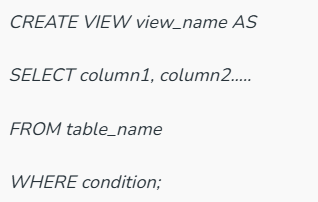 CREATE VIEW view_name AS
SELECT column1, column2.....
FROM table_name
WHERE condition;